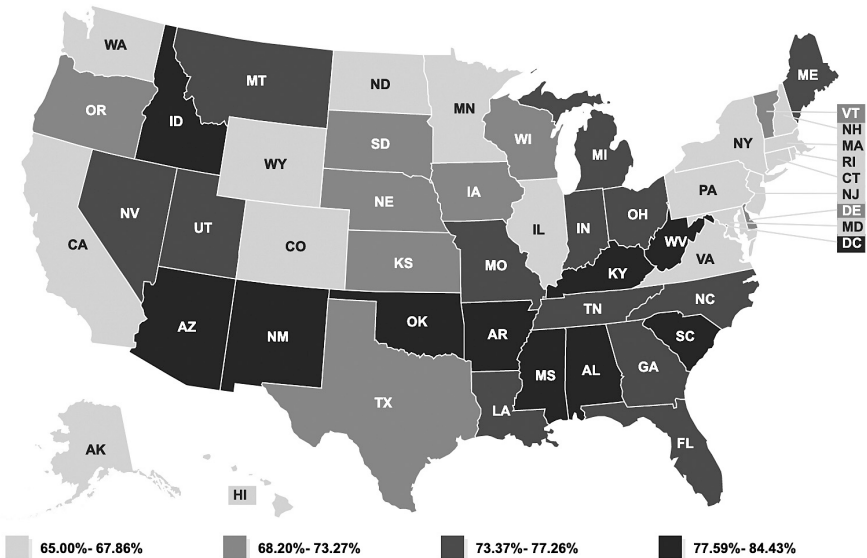 WA
MT
ND
MN
ME
OR
ID
SD
WI
MI
NY
VT
NH
MA
RI
CT
NJ
DE
MD
DC
WY
NE
IA
PA
NV
UT
CO
IL
IN
OH
WV
VA
CA
KS
MO
KY
AZ
NM
OK
AR
TN
NC
SC
MS
AL
GA
TX
LA
FL
AK
HI
65.00%- 67.86%
68.20%- 73.27%
73.37%- 77.26%
77.59%- 84.43%